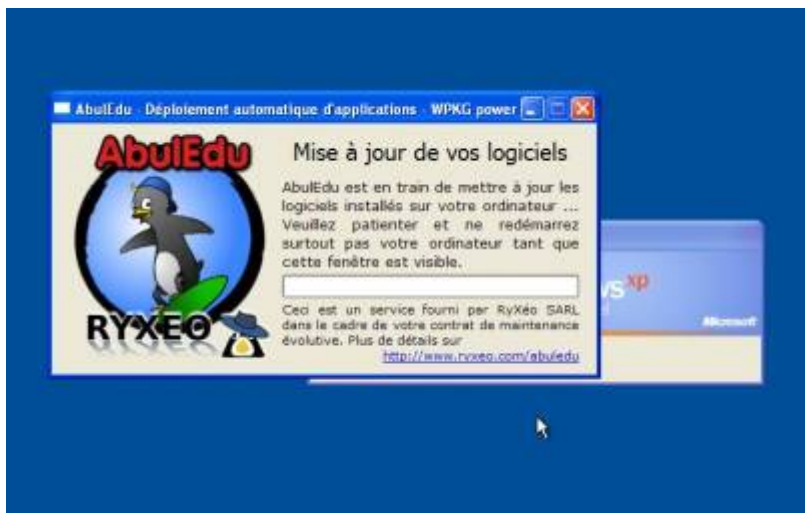 AbulEdu - Déploiement automatique d'applications - WPKG power
AbulEdu
Mise à jour de vos logiciels
AbulEdu est en train de mettre à jour les
logiciels installés sur votre ordinateur ...
Veuillez patienter et ne redémarrez
surtout pas votre ordinateur tant que
cette fenêtre est visible.
RYXEO
Ceci est un service fourni par RyXéo SARL
dans le cadre de votre contrat de maintenance
évolutive. Plus de détails sur
http://www.ryxeo.com/abuledu
xp
Microsoft